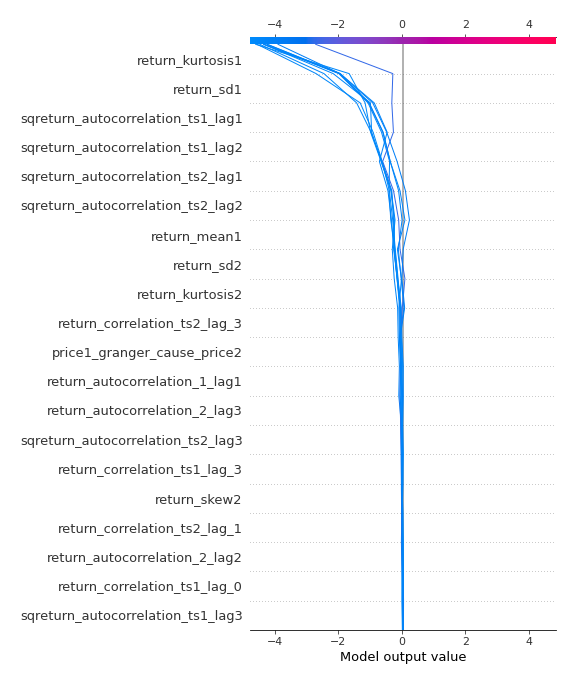 −4 −2 0 2 4
return_kurtosis1
return_sd1
sqreturn_autocorrelation_ts1_lag1
sqreturn_autocorrelation_ts1_lag2
sqreturn_autocorrelation_ts2_lag1
sqreturn_autocorrelation_ts2_lag2
return_mean1
return_sd2
return_kurtosis2
return_correlation_ts2_lag_3
price1_granger_cause_price2
return_autocorrelation_1_lag1
return_autocorrelation_2_lag3
sqreturn_autocorrelation_ts2_lag3
return_correlation_ts1_lag_3
return_skew2
return_correlation_ts2_lag_1
return_autocorrelation_2_lag2
return_correlation_ts1_lag_0
sqreturn_autocorrelation_ts1_lag3
−4 −2 0 2 4
Model output value